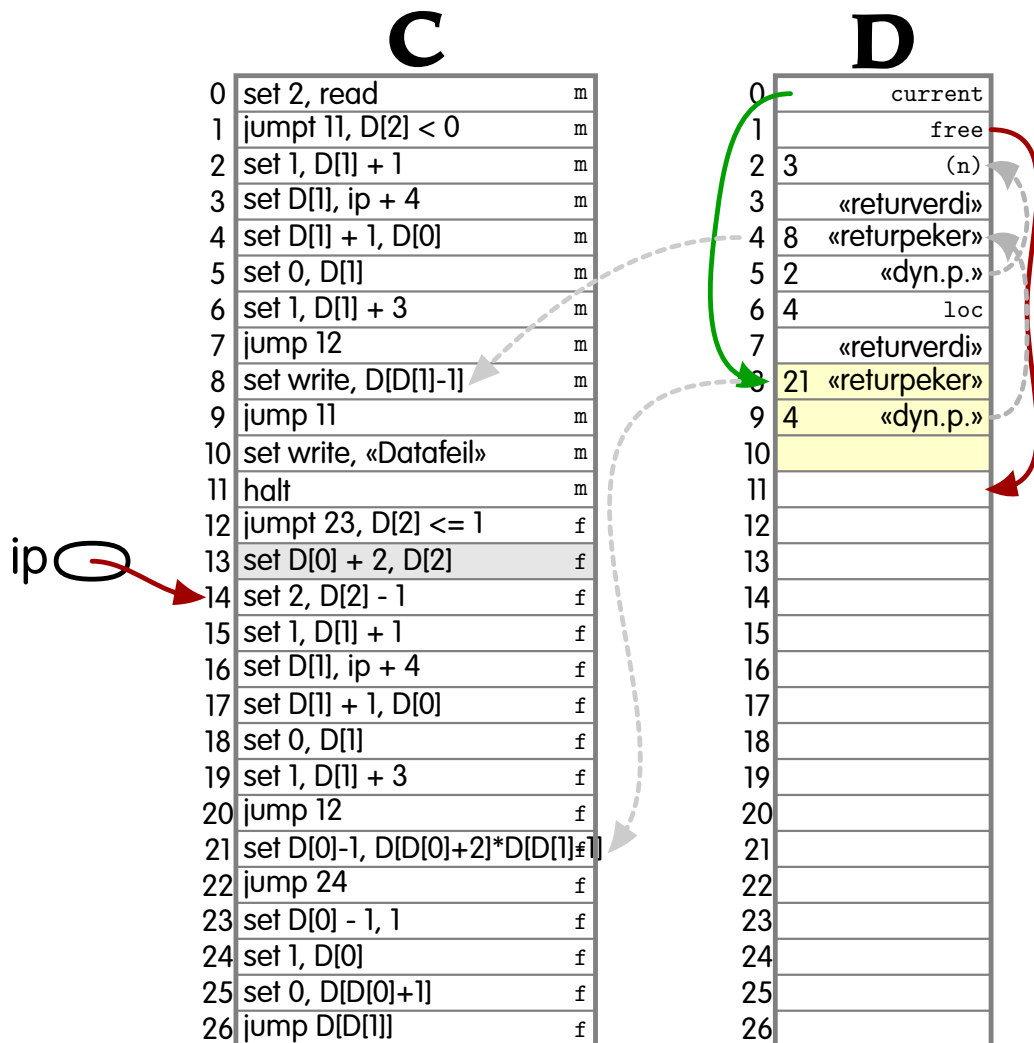 C D
0 set 2, read m 0 current
1 jumpt 11, D[2] < 0 m 1 free
2 set 1, D[1] + 1 m 2 3 (n)
3 set D[1], ip + 4 m 3 «returverdi»
4 set D[1] + 1, D[0] m 4 8 «returpeker»
5 set 0, D[1] m 5 2 «dyn.p.»
6 set 1, D[1] + 3 m 6 4 loc
7 jump 12 m 7 «returverdi»
8 set write, D[D[1]-1] m 8 21 «returpeker»
9 jump 11 m 9 4 «dyn.p.»
10 set write, «Datafeil» m 10
11 halt m 11
12 jumpt 23, D[2] <= 1 f 12
ip 13 set D[0] + 2, D[2] f 13
14 set 2, D[2] - 1 f 14
15 set 1, D[1] + 1 f 15
16 set D[1], ip + 4 f 16
17 set D[1] + 1, D[0] f 17
18 set 0, D[1] f 18
19 set 1, D[1] + 3 f 19
20 jump 12 f 20
21 set D[0]-1, D[D[0]+2]*D[D[1]-1] f 21
22 jump 24 f 22
23 set D[0] - 1, 1 f 23
24 set 1, D[0] f 24
25 set 0, D[D[0]+1] f 25
26 jump D[D[1]] f 26